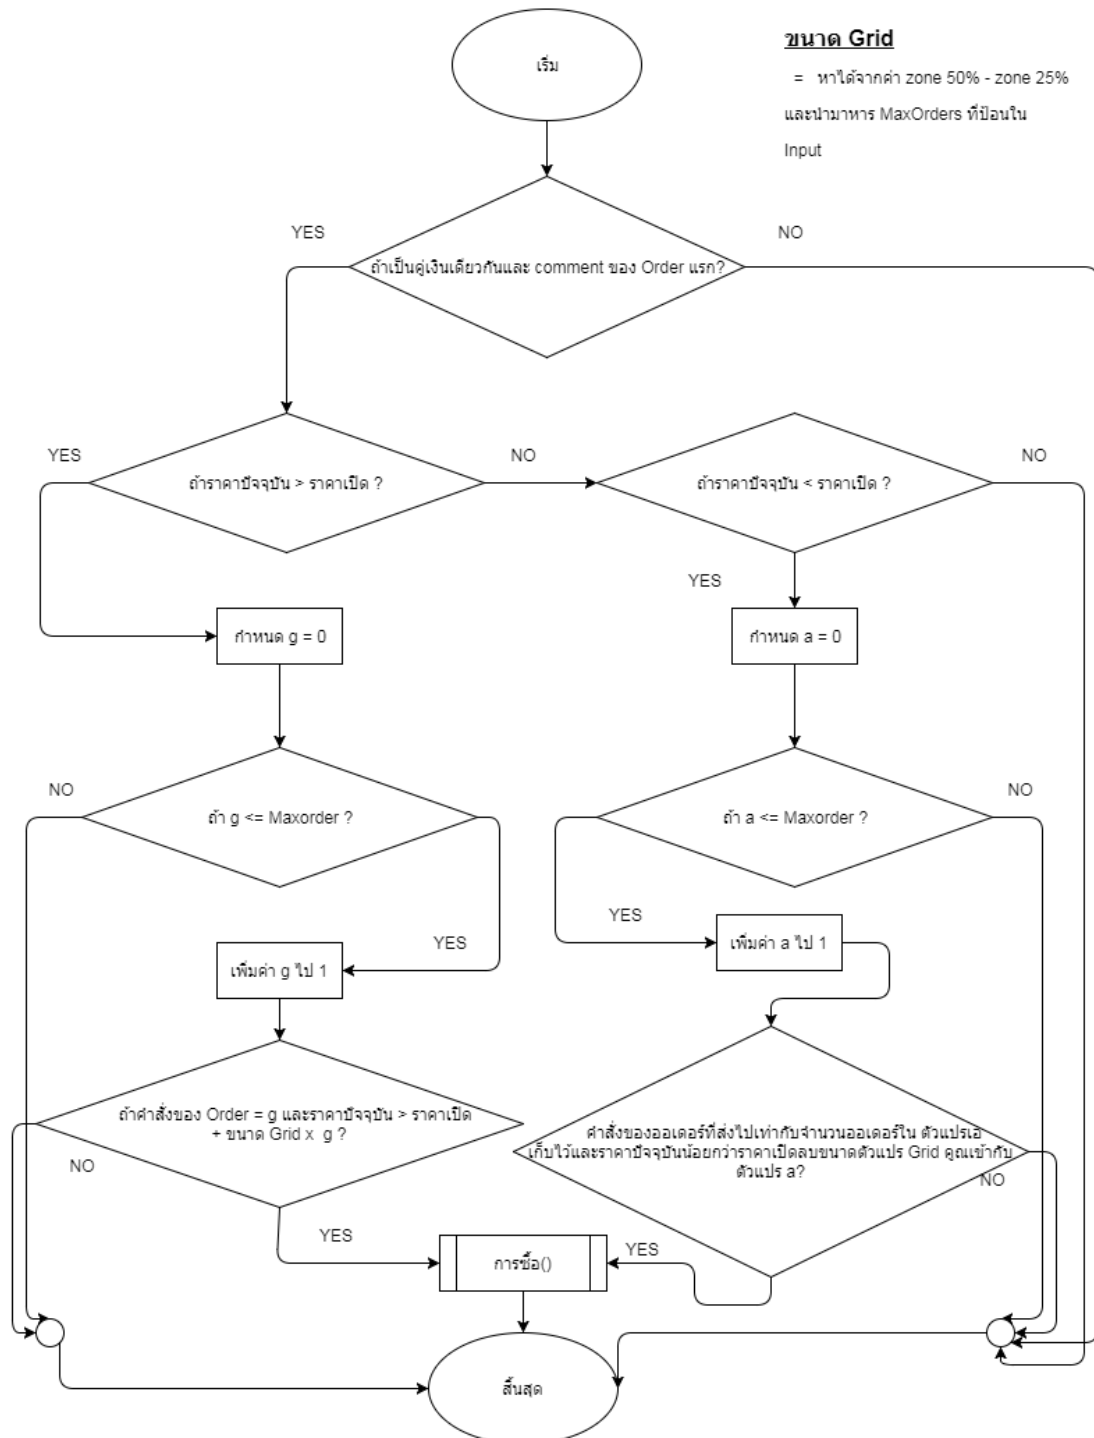 เริ่ม
ขนาด Grid
= หาได้จากค่า zone 50% - zone 25%
และนำมาหาร MaxOrders ที่ป้อนใน
Input
YES
NO
ถ้าเป็นคู่เงินเดียวกันและ comment ของ Order แรก?
YES
ถ้าราคาปัจจุบัน > ราคาเปิด ?
NO
ถ้าราคาปัจจุบัน < ราคาเปิด ?
NO
YES
กำหนด g = 0
กำหนด a = 0
NO
ถ้า g <= Maxorder ?
ถ้า a <= Maxorder ?
NO
YES
YES
เพิ่มค่า g ไป 1
เพิ่มค่า a ไป 1
ถ้าคำสั่งของ Order = g และราคาปัจจุบัน > ราคาเปิด
+ ขนาด Grid x g ?
NO
คำสั่งของออเดอร์ที่ส่งไปเท่ากับจำนวนออเดอร์ใน ตัวแปรเอ
เก็บไว้และราคาปัจจุบันน้อยกว่าราคาเปิดลบขนาดตัวแปร Grid คูณเข้ากับ
ตัวแปร a?
NO
YES
การซื้อ()
YES
สิ้นสุด